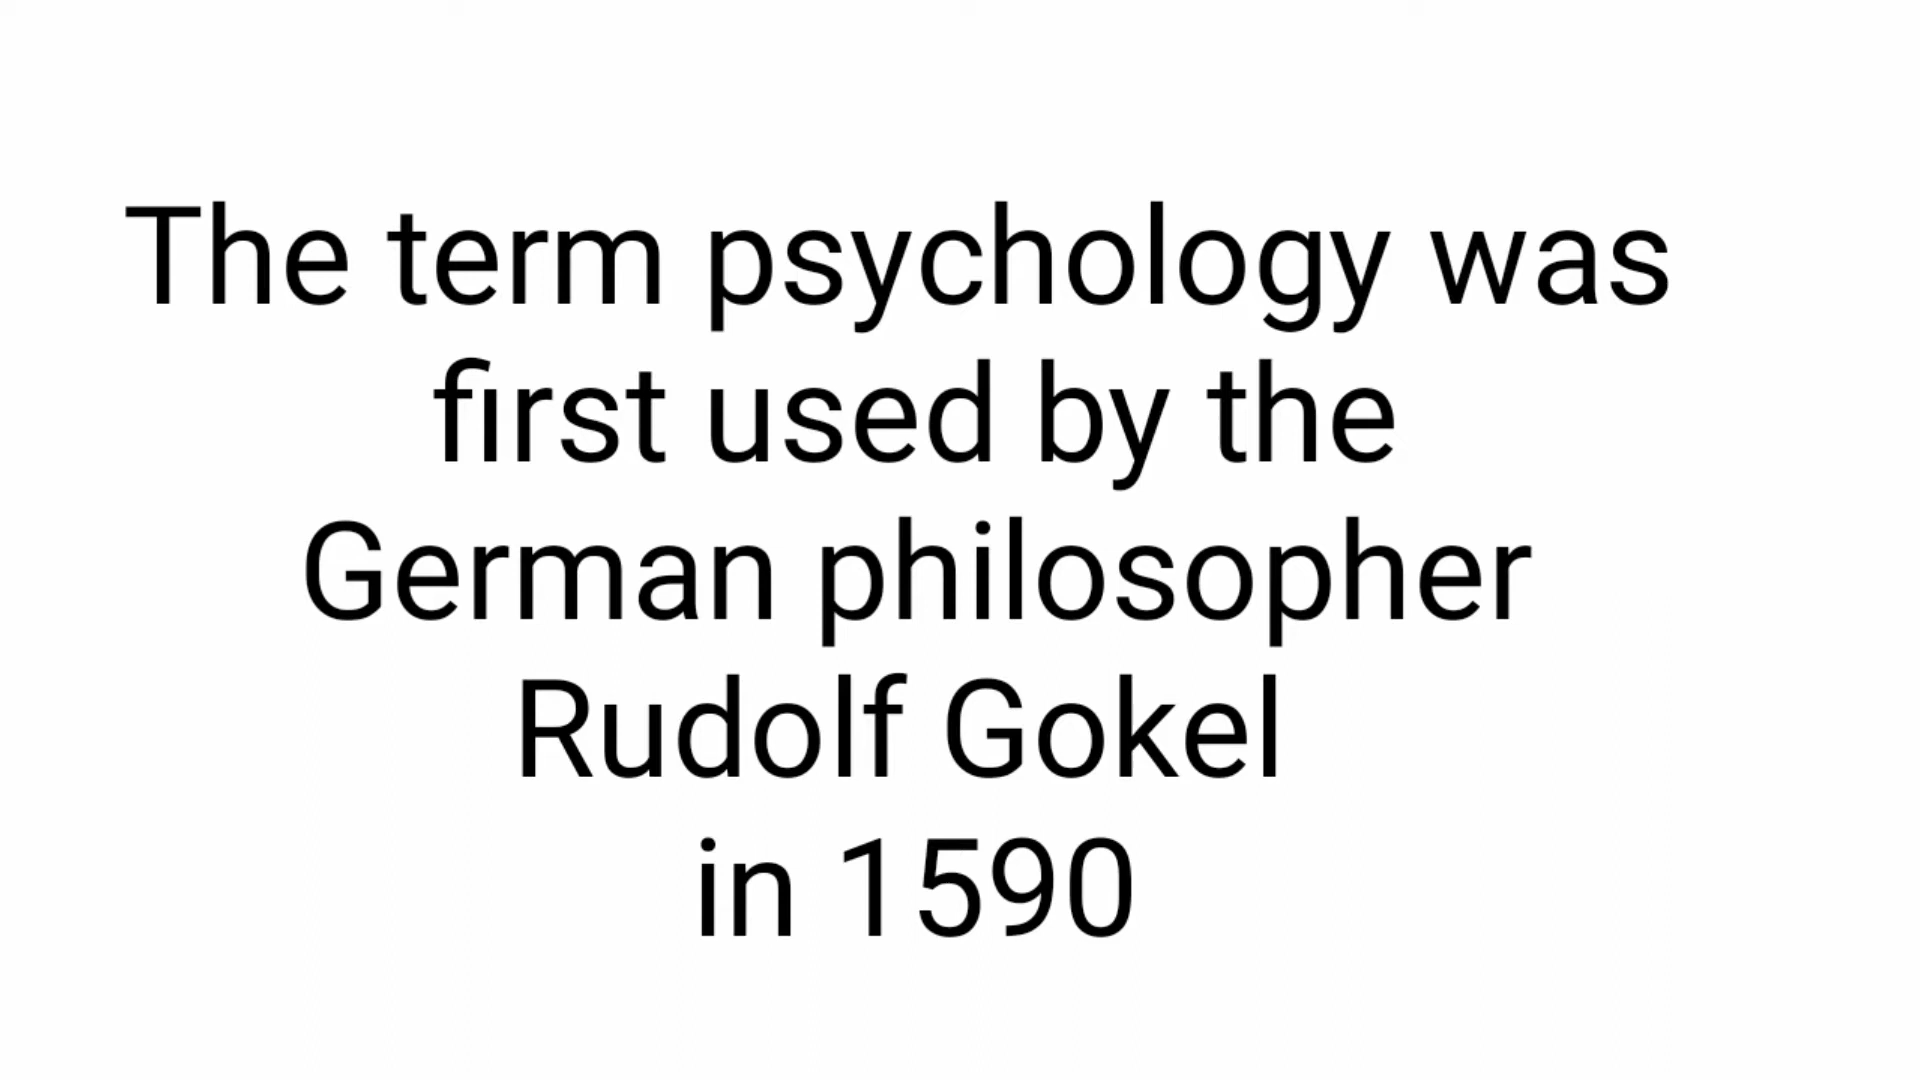 The term psychology was
first used by the
German philosopher
Rudolf Gokel
in 1590